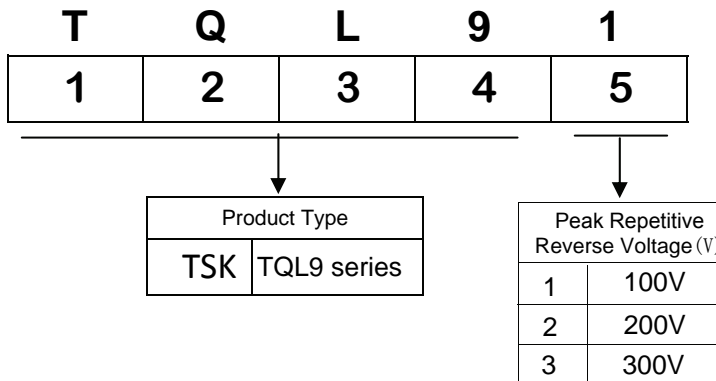 T Q L 9 1
1 2 3 4 5
Product Type
TSK TQL9 series
Peak Repetitive
Reverse Voltage (V)
1 100V
2 200V
3 300V